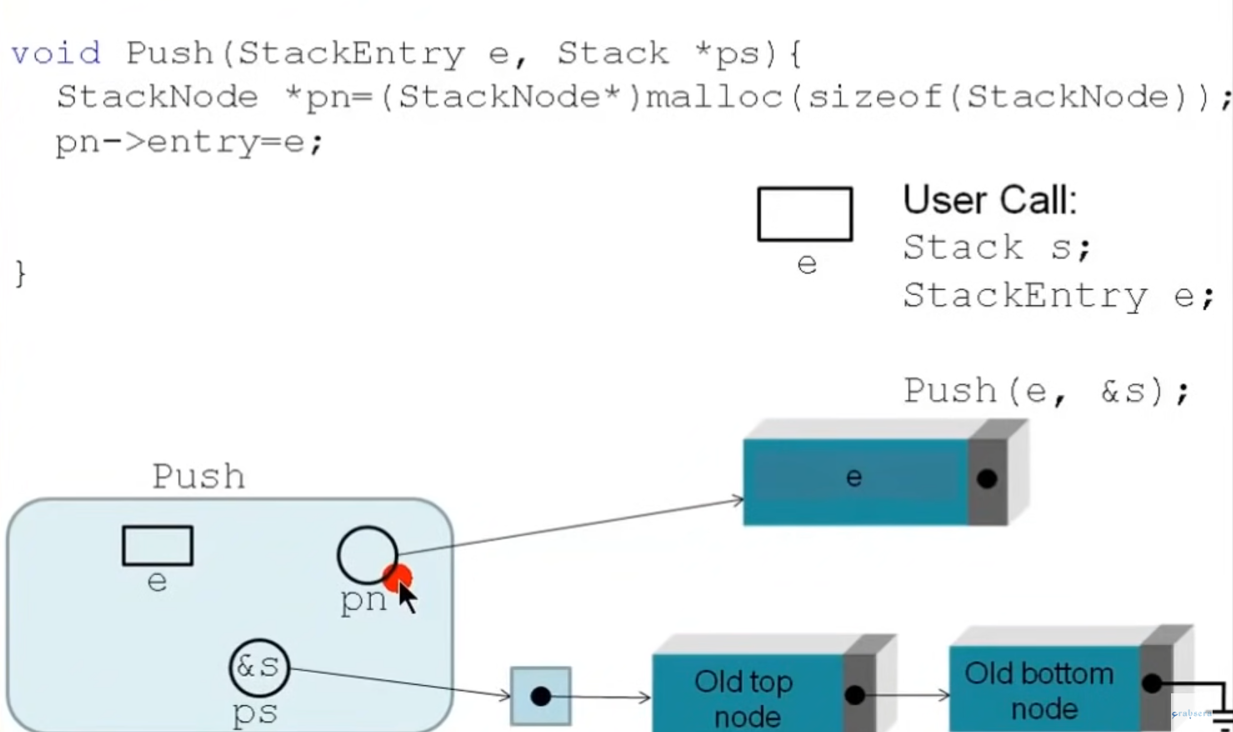 void Push(StackEntry e, Stack *ps){
StackNode *pn=(StackNode*)malloc(sizeof(StackNode));
pn->entry=e;
}
e
User Call:
Stack s;
StackEntry e;
Push(e, &s);
Push
e
pn
&s
ps
e
Old top
node
Old bottom
node